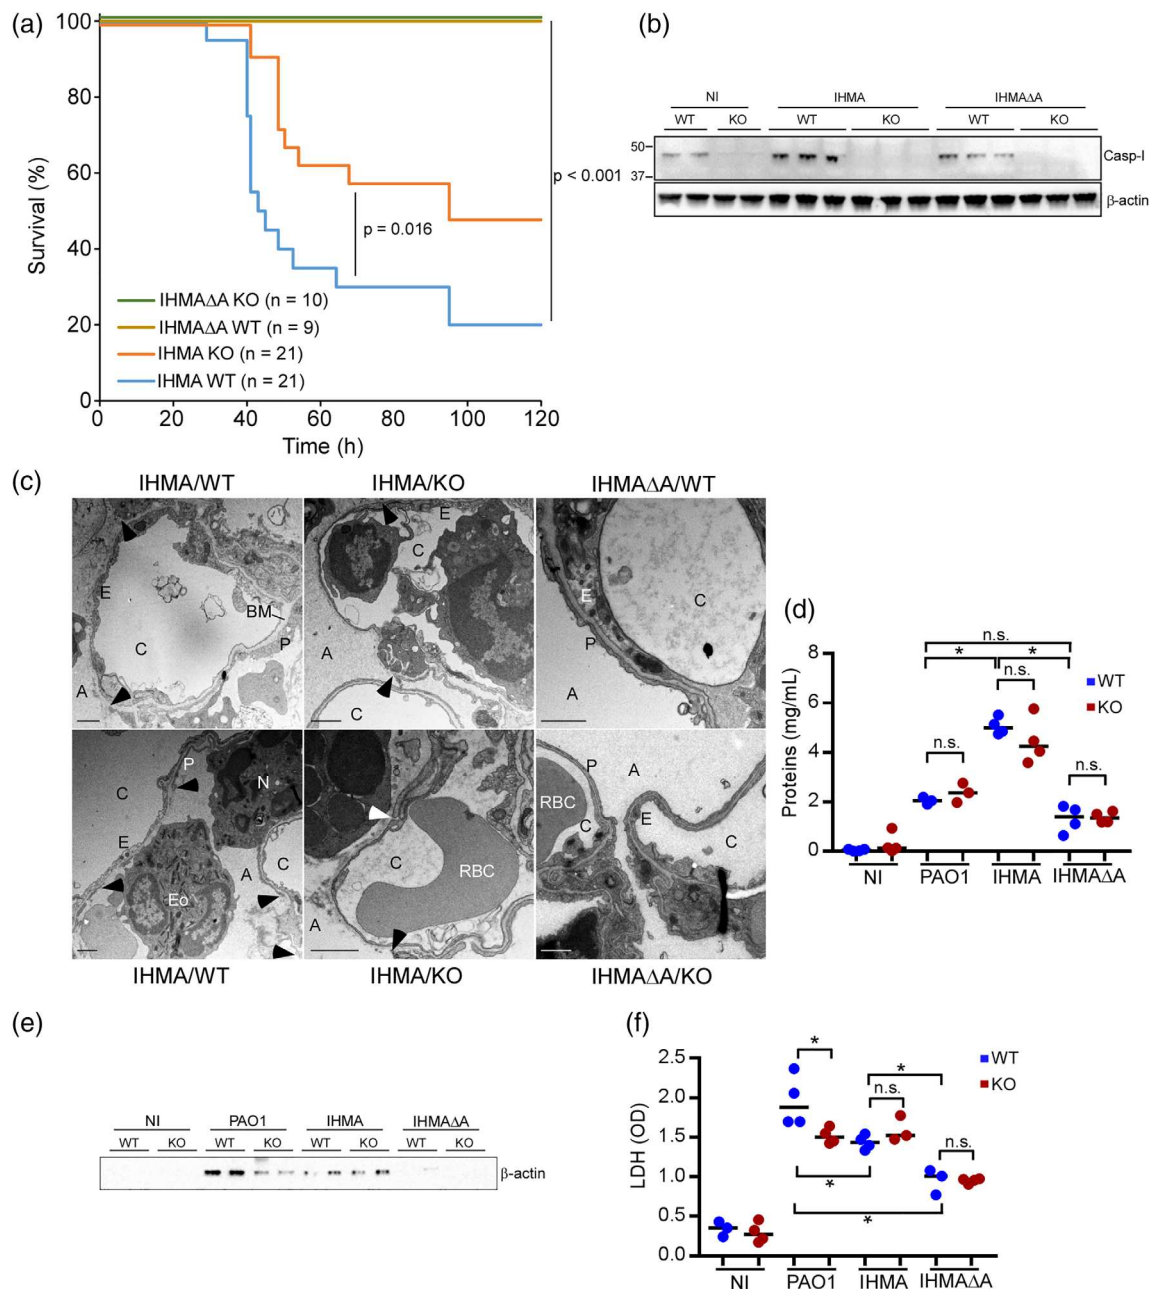 (a)
100
80
60
40
20
0
Survival (%)
0 20 40 60 80 100 120
Time (h)
p < 0.001
p = 0.016
IHMAΔA KO (n = 10)
IHMAΔA WT (n = 9)
IHMA KO (n = 21)
IHMA WT (n = 21)
(b)
NI IHMA IHMAΔA
WT KO WT KO WT KO
50
37
Casp-I
β-actin
(c)
IHMA/WT IHMA/KO IHMAΔA/WT
E C BM P A
E C A C
E P C A
P N C E C A Eo
C RBC A
P A RBC E C C
IHMA/WT IHMA/KO IHMAΔA/KO
(d)
Proteins (mg/mL)
8
6
4
2
0
n.s.
* *
n.s.
n.s.
n.s.
WT
KO
NI PAO1 IHMA IHMAΔA
(e)
NI PAO1 IHMA IHMAΔA
WT KO WT KO WT KO WT KO
β-actin
(f)
LDH (OD)
2.5
2.0
1.5
1.0
0.5
0.0
*
*
n.s.
n.s.
*
*
WT
KO
NI PAO1 IHMA IHMAΔA